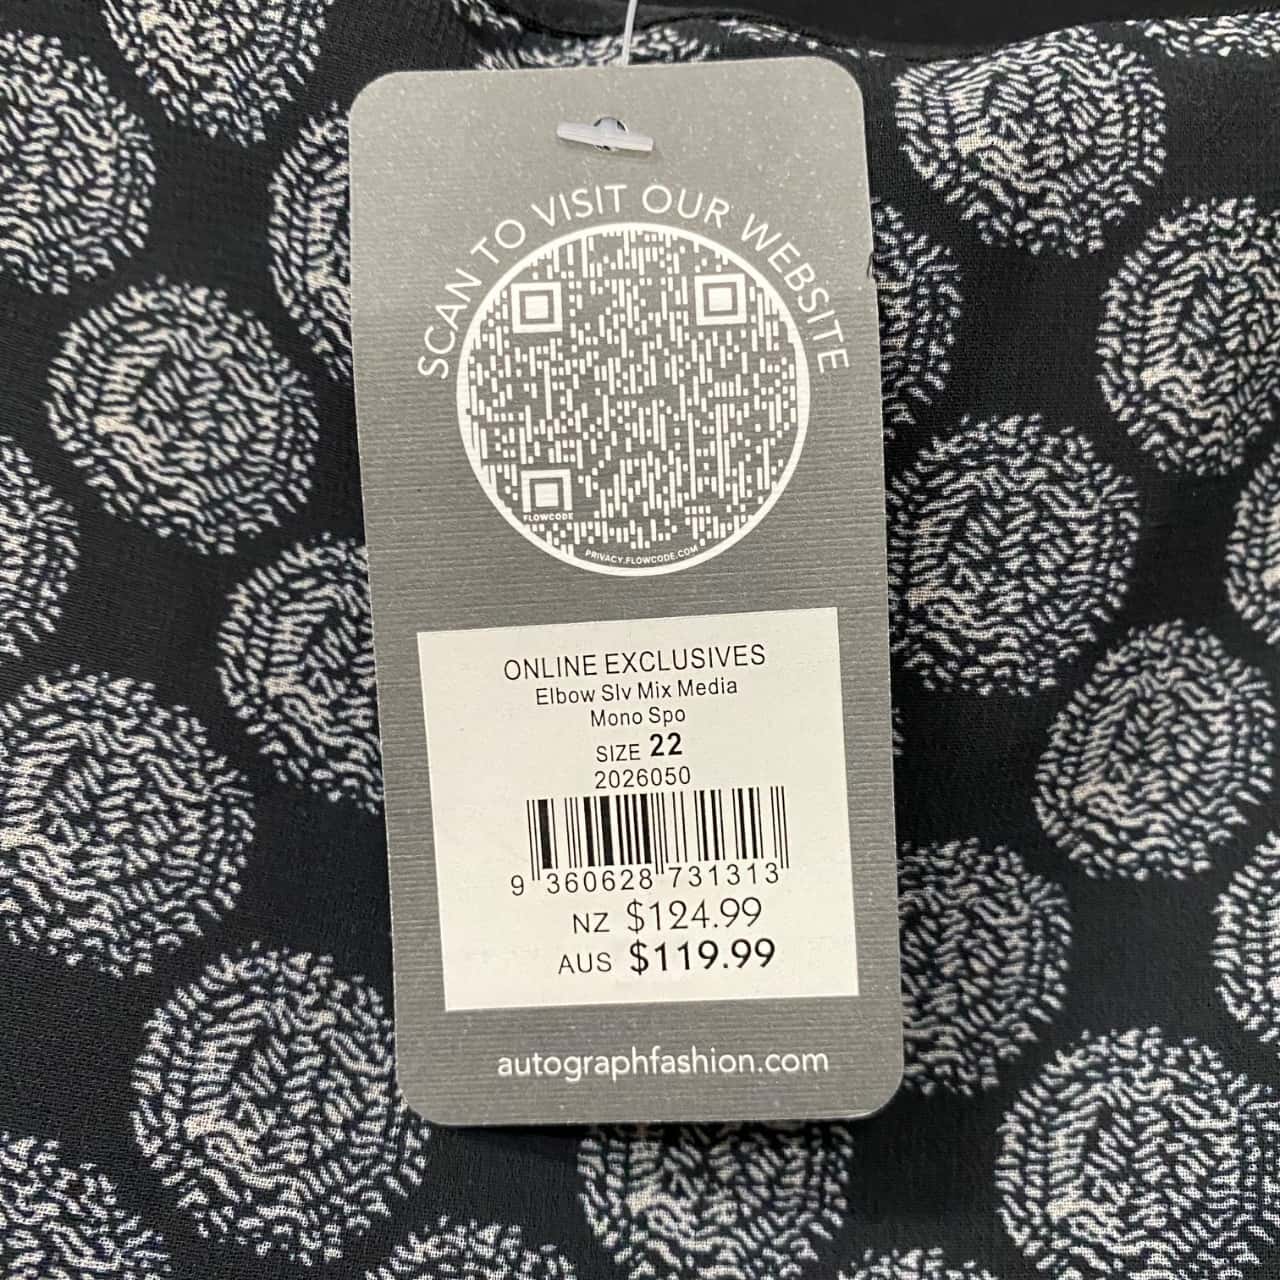 SCAN TO VISIT OUR WEBSITE
FLOWCODE
PRIVACY.FLOWCODE.COM
ONLINE EXCLUSIVES
Elbow Slv Mix Media
Mono Spo
SIZE 22
2026050
9 360628 731313
NZ $124.99
AUS $119.99
autographfashion.com